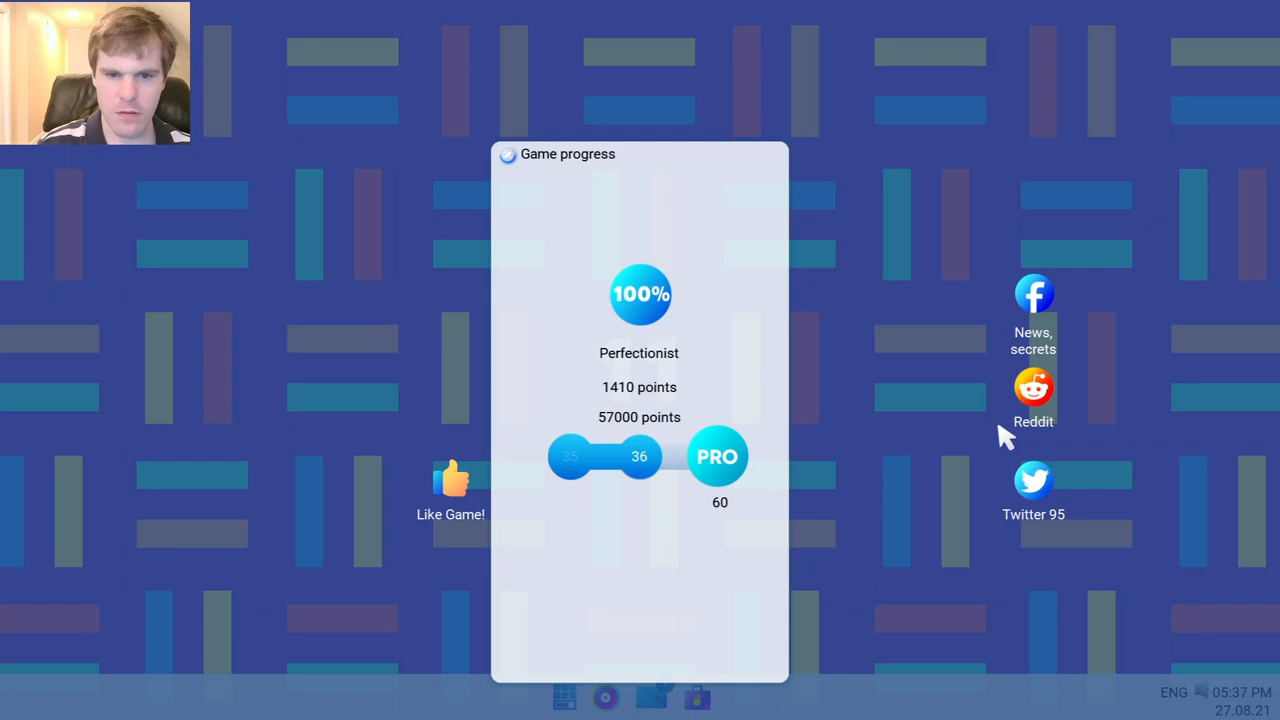 Game progress
100%
Perfectionist
1410 points
57000 points
35
36
PRO
60
Like Game!
News,
secrets
Reddit
Twitter 95
ENG
05:37 PM
27.08.21